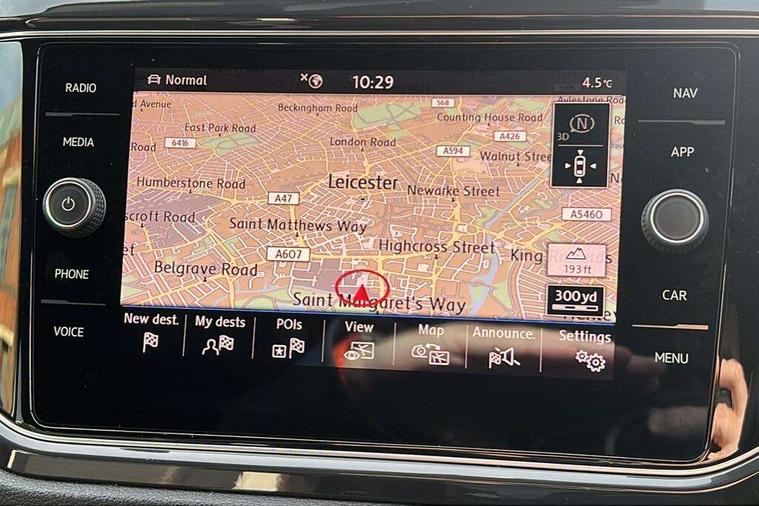 RADIO
MEDIA
PHONE
VOICE
Normal
10:29
4.5°C
d Avenue
Beckingham Road
568
Aylestone Road
Counting House Road
East Park Road
A426
6416
Road
London Road
A594
Walnut Stree
3D
N
Humberstone Road
Leicester
Newarke Street
A47
scroft Road
A5460
Saint Matthews Way
et
Highcross Street
King
ds
A607
Belgrave Road
193 ft
Saint Margaret's Way
300yd
New dest.
My dests
POIs
View
Map
Announce.
Settings
NAV
APP
CAR
MENU